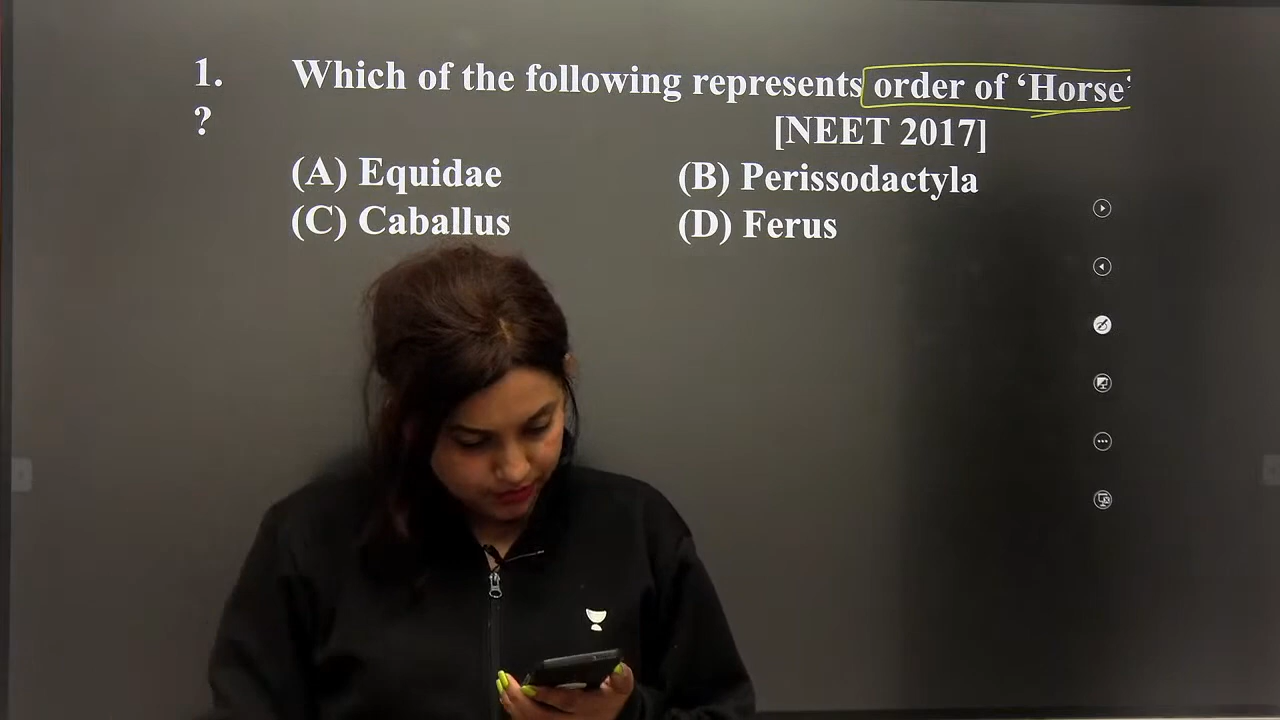 1. Which of the following represents order of ‘Horse’
? [NEET 2017]
(A) Equidae (B) Perissodactyla
(C) Caballus (D) Ferus